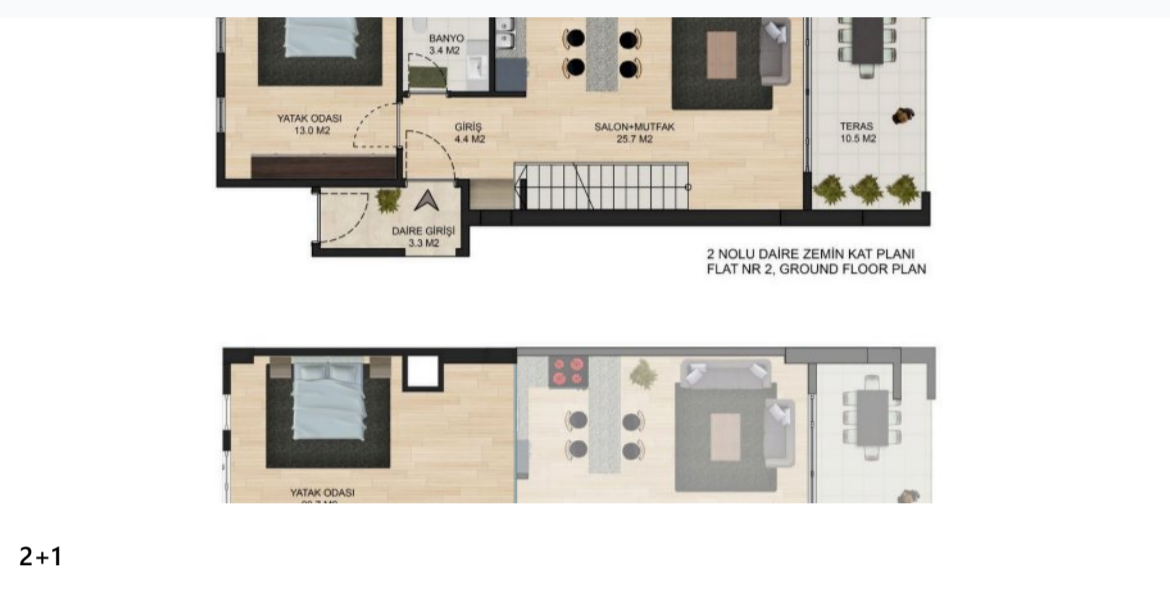 BANYO
3.4 M2
YATAK ODASI
13.0 M2
GİRİŞ
4.4 M2
SALON+MUTFAK
25.7 M2
TERAS
10.5 M2
DAİRE GİRİŞİ
3.3 M2
2 NOLU DAİRE ZEMİN KAT PLANI
FLAT NR 2, GROUND FLOOR PLAN
YATAK ODASI
2+1